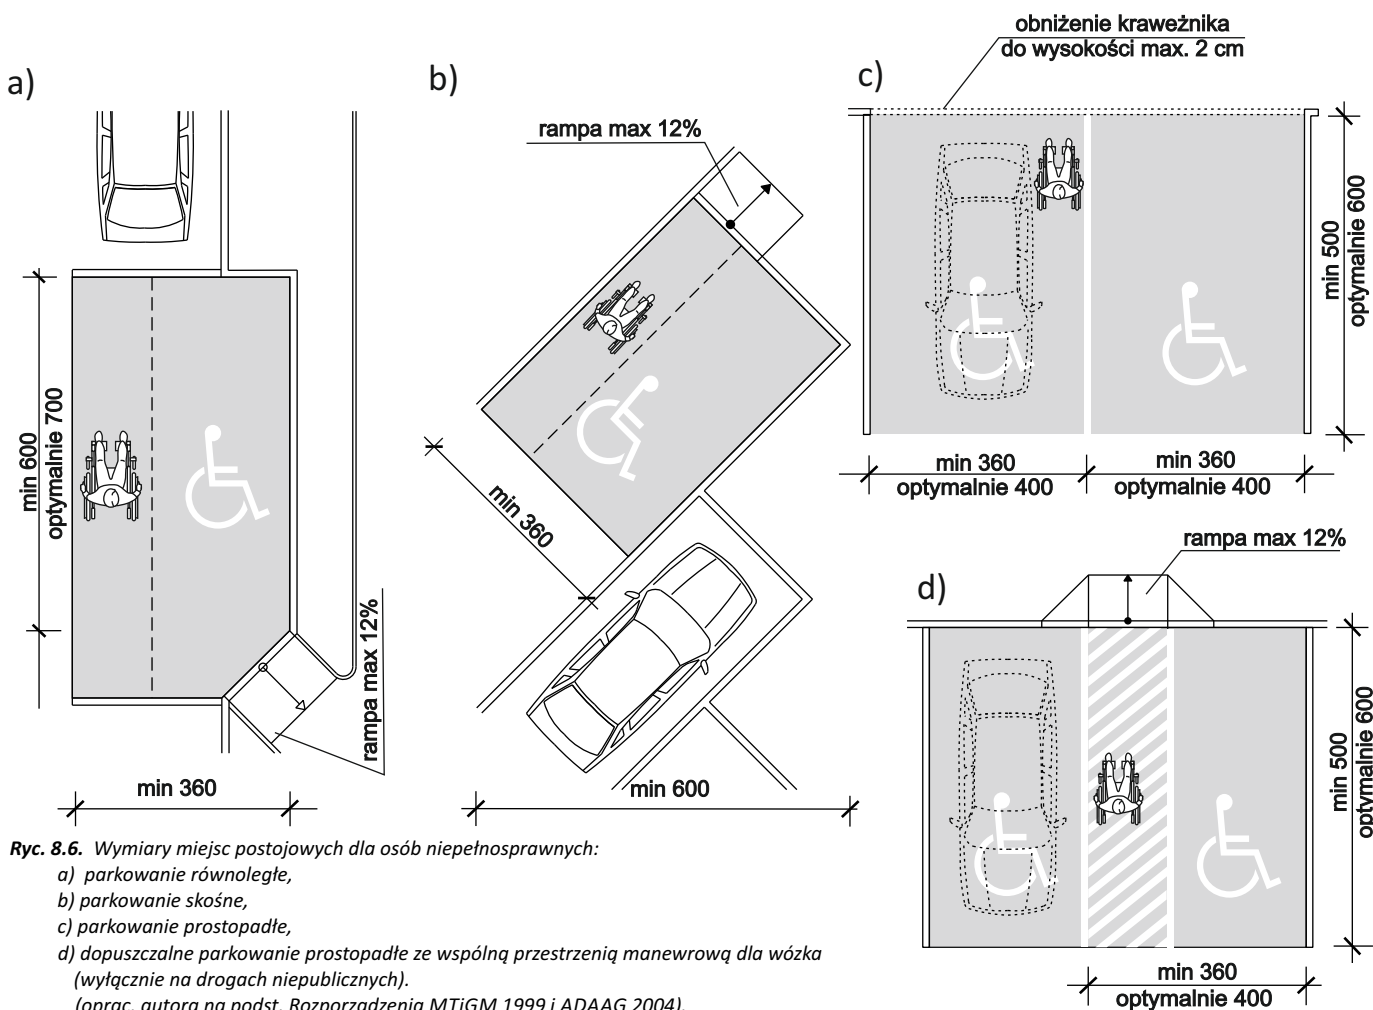 a)
min 600
optymalnie 700
rampa max 12%
min 360
b)
rampa max 12%
min 360
min 600
c)
obniżenie kraweżnika
do wysokości max. 2 cm
min 500
optymalnie 600
min 360
optymalnie 400
min 360
optymalnie 400
d)
rampa max 12%
min 500
optymalnie 600
min 360
optymalnie 400
Ryc. 8.6. Wymiary miejsc postojowych dla osób niepełnosprawnych:
a) parkowanie równoległe,
b) parkowanie skośne,
c) parkowanie prostopadłe,
d) dopuszczalne parkowanie prostopadłe ze wspólną przestrzenią manewrową dla wózka
(wyłącznie na drogach niepublicznych).
(oprac. autora na podst. Rozporządzenia MTiGM 1999 i ADAAG 2004).